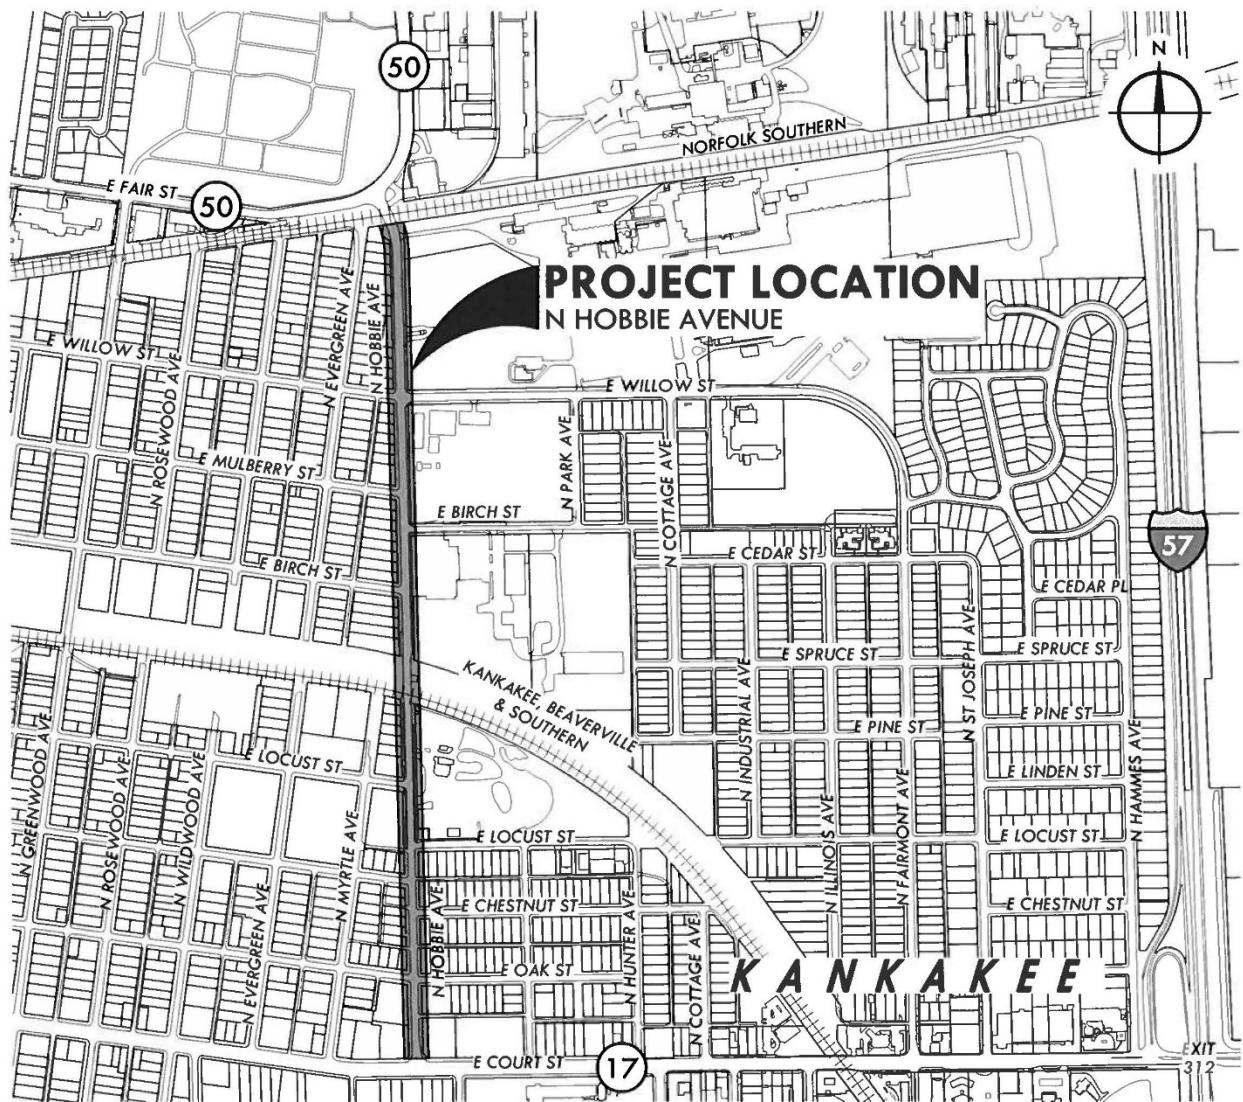 50
N
NORFOLK SOUTHERN
E FAIR ST
50
PROJECT LOCATION
N HOBBIE AVENUE
N EVERGREEN AVE
N HOBBIE AVE
E WILLOW ST
N ROSEWOOD AVE
E WILLOW ST
N PARK AVE
N COTTAGE AVE
E MULBERRY ST
E BIRCH ST
E CEDAR ST
57
E BIRCH ST
E CEDAR PL
E SPRUCE ST
E SPRUCE ST
N ST JOSEPH AVE
KANKAKEE, BEAVERVILLE
& SOUTHERN
N INDUSTRIAL AVE
E PINE ST
E PINE ST
E LOCUST ST
E LINDEN ST
N HAMMES AVE
N GREENWOOD AVE
N ROSEWOOD AVE
N WILDWOOD AVE
N MYRTLE AVE
E LOCUST ST
E LOCUST ST
N ILLINOIS AVE
N FAIRMONT AVE
E CHESTNUT ST
E CHESTNUT ST
N EVERGREEN AVE
N HOBBIE AVE
N HUNTER AVE
N COTTAGE AVE
E OAK ST
KANKAKEE
E COURT ST
17
EXIT
312